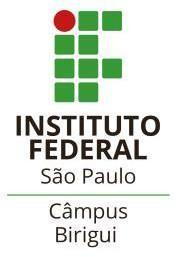 INSTITUTO
FEDERAL
São Paulo
Câmpus
Birigui